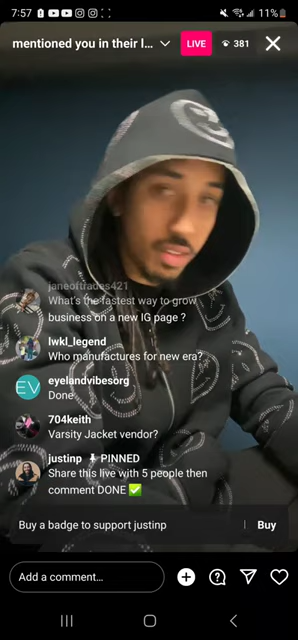 7:57
11%
mentioned you in their l...
LIVE
381
janeoftrades421
What's the fastest way to grow
business on a new IG page ?
lwkl_legend
Who manufactures for new era?
EV
eyelandvibesorg
Done
704keith
Varsity Jacket vendor?
justinp PINNED
Share this live with 5 people then
comment DONE ✅
Buy a badge to support justinp
Buy
Add a comment...